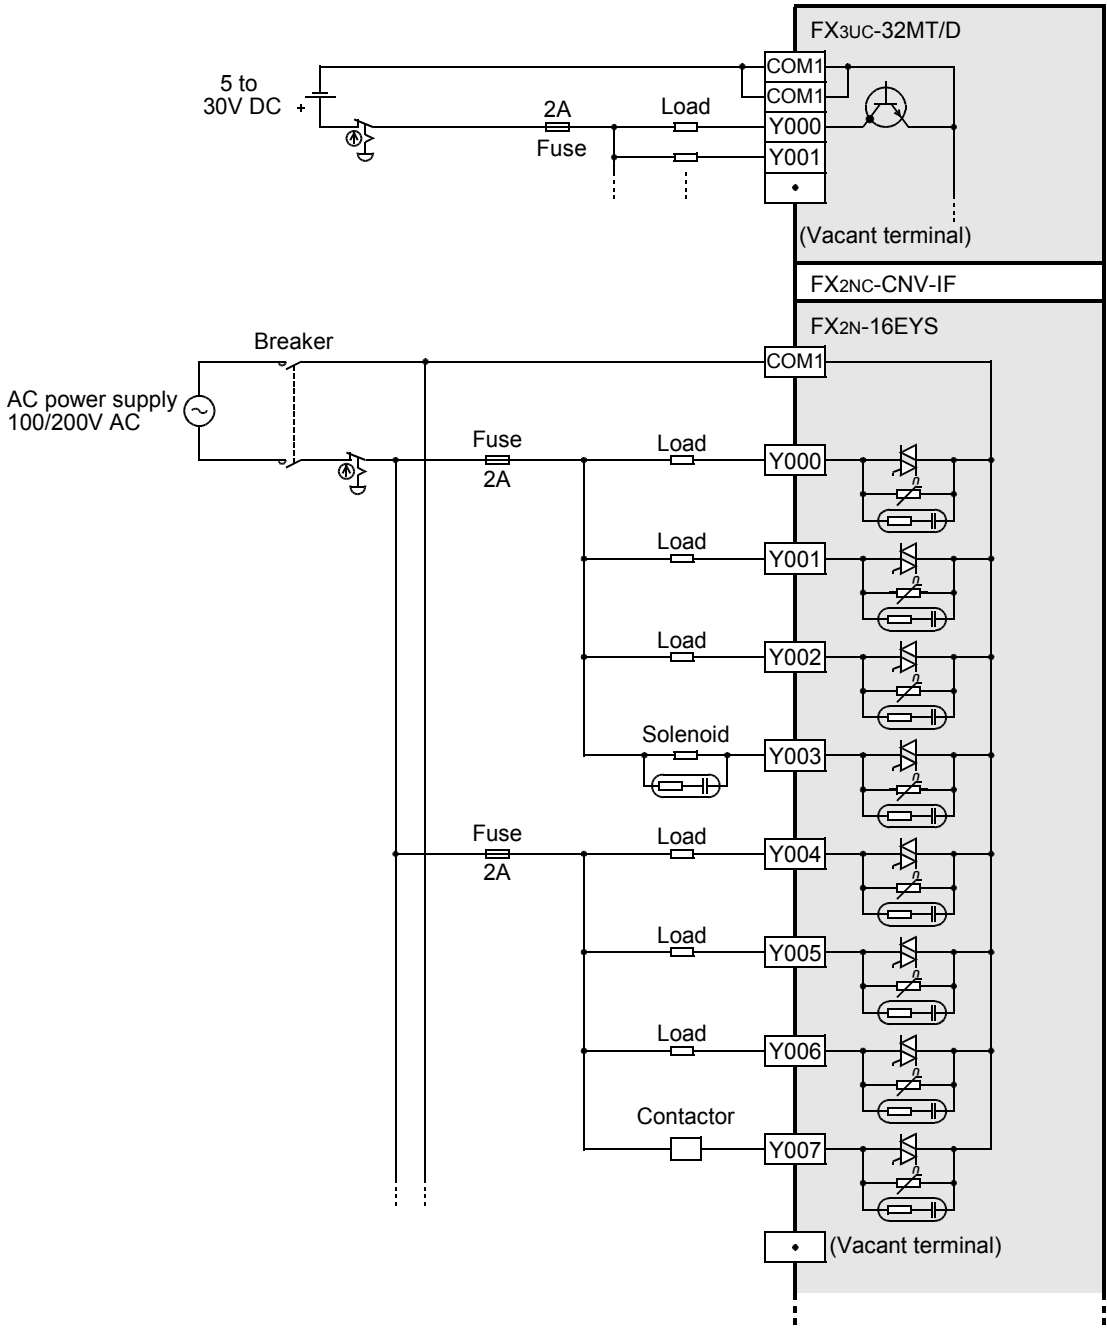 FX3UC-32MT/D
COM1
5 to
30V DC
+
COM1
2A
Load
Y000
Fuse
Y001
(Vacant terminal)
FX2NC-CNV-IF
FX2N-16EYS
Breaker
COM1
AC power supply
100/200V AC
Fuse
Load
Y000
2A
Load
Y001
Load
Y002
Solenoid
Y003
Fuse
Load
Y004
2A
Load
Y005
Load
Y006
Contactor
Y007
(Vacant terminal)